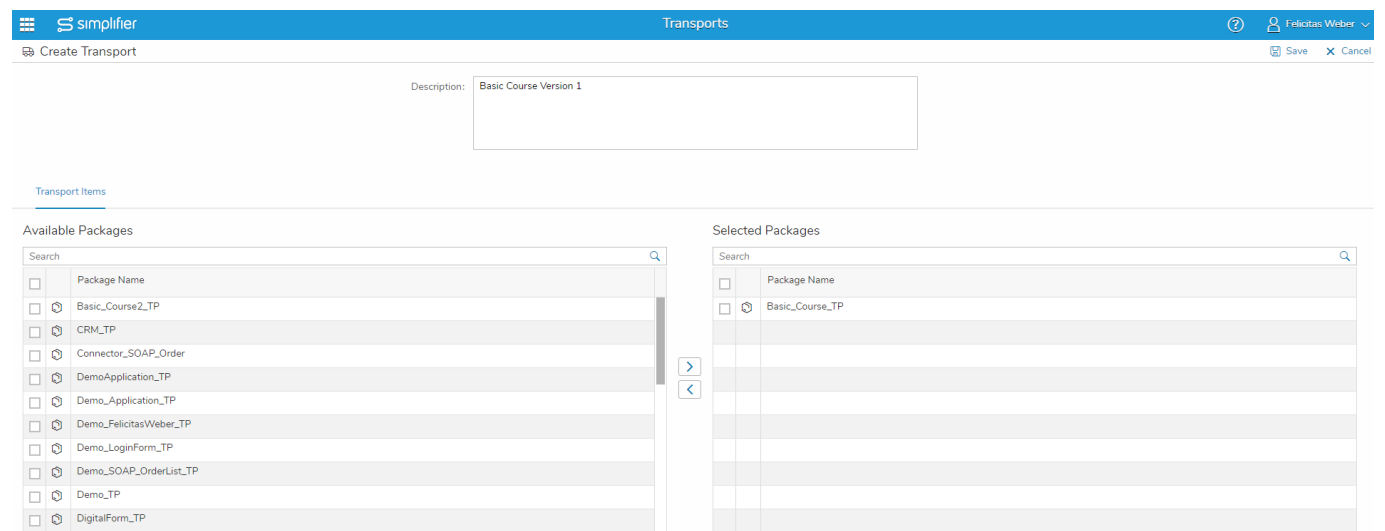 simplifier
Transports
Felicitas Weber
Create Transport
Save
Cancel
Description:
Basic Course Version 1
Transport Items
Available Packages
Search
Package Name
Basic_Course2_TP
CRM_TP
Connector_SOAP_Order
DemoApplication_TP
Demo_Application_TP
Demo_FelicitasWeber_TP
Demo_LoginForm_TP
Demo_SOAP_OrderList_TP
Demo_TP
DigitalForm_TP
Selected Packages
Search
Package Name
Basic_Course_TP